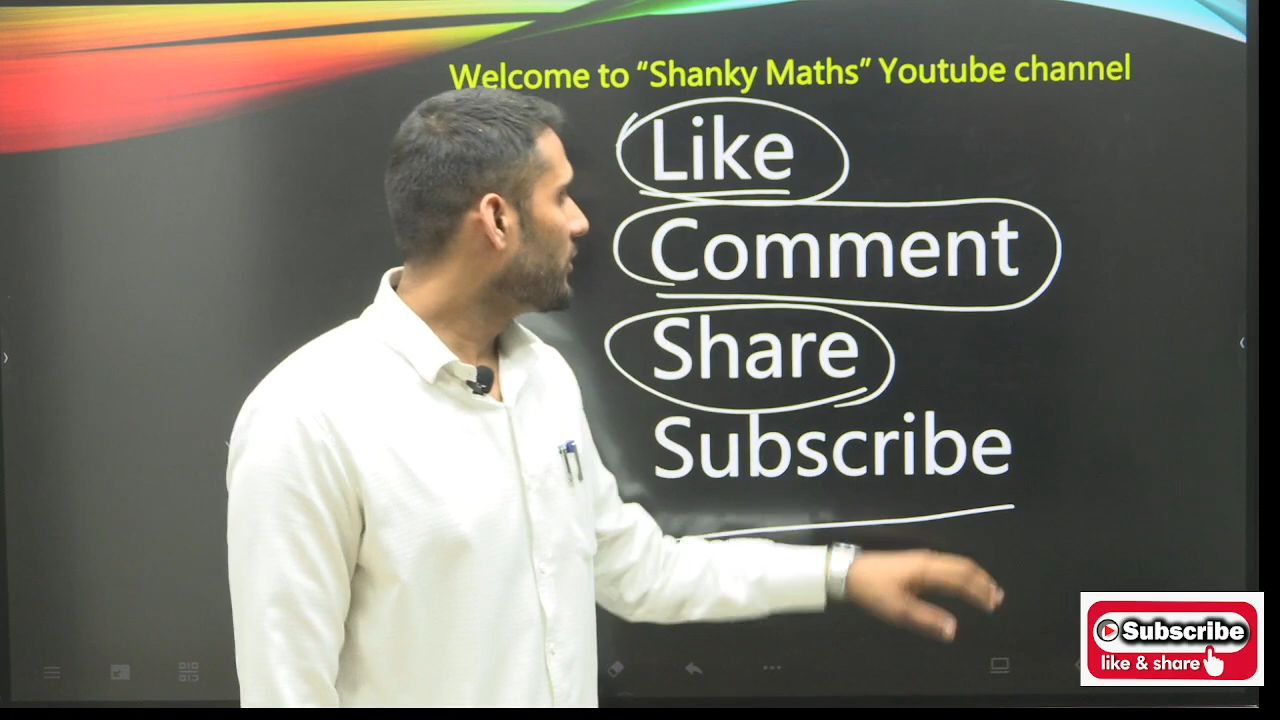 Welcome to “Shanky Maths” Youtube channel
Like
Comment
Share
Subscribe
Subscribe
like & share